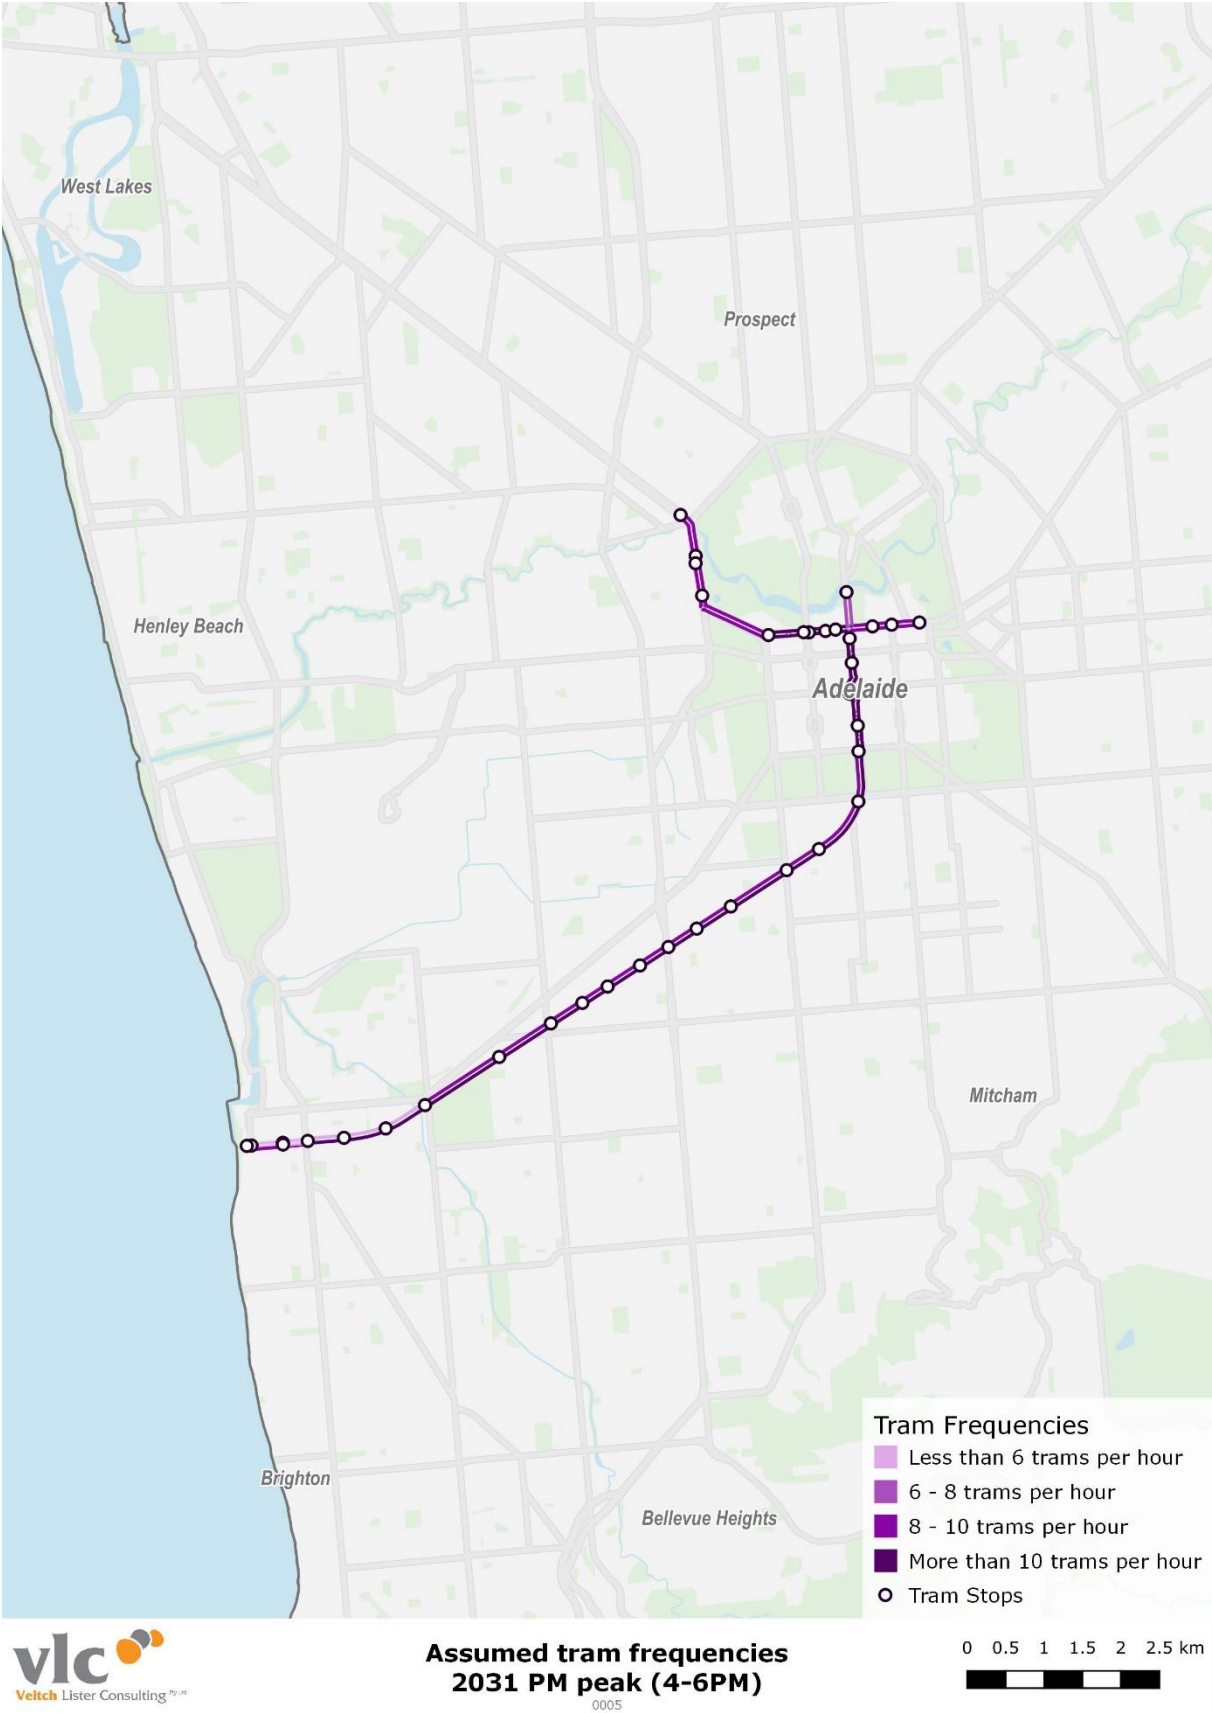 West Lakes
Prospect
Henley Beach
Adelaide
Mitcham
Brighton
Bellevue Heights
Tram Frequencies
Less than 6 trams per hour
6 - 8 trams per hour
8 - 10 trams per hour
More than 10 trams per hour
Tram Stops
vlc
Veitch Lister Consulting Pty Ltd
Assumed tram frequencies
2031 PM peak (4-6PM)
0005
0 0.5 1 1.5 2 2.5 km